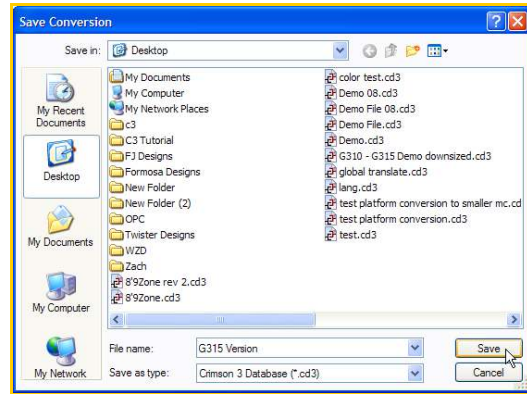 Save Conversion
Save in:
Desktop
My Recent
Documents
Desktop
My Documents
My Computer
My Network
My Documents
My Computer
My Network Places
c3
C3 Tutorial
FJ Designs
Formosa Designs
New Folder
New Folder (2)
OPC
Twister Designs
WZD
Zach
8'9Zone rev 2.cd3
8'9Zone.cd3
color test.cd3
Demo 08.cd3
Demo File 08.cd3
Demo File.cd3
Demo.cd3
G310 - G315 Demo downsized.cd3
global translate.cd3
lang.cd3
test platform conversion to smaller mc.cd
test platform conversion.cd3
test.cd3
File name:
G315 Version
Save
Save as type:
Crimson 3 Database (*.cd3)
Cancel